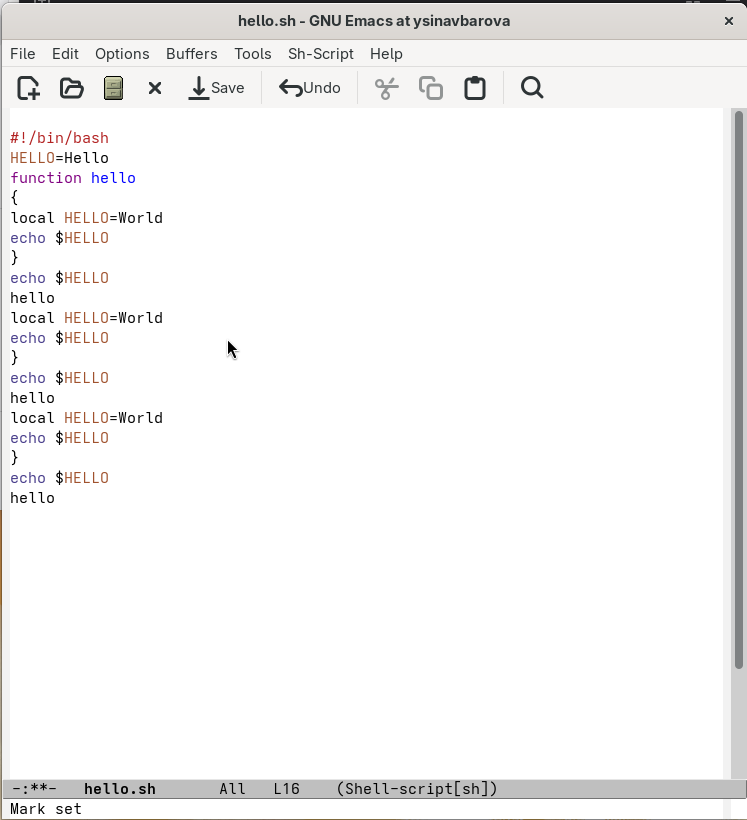 hello.sh - GNU Emacs at ysinavbarova
File Edit Options Buffers Tools Sh-Script Help
Save Undo
#!/bin/bash
HELLO=Hello
function hello
{
local HELLO=World
echo $HELLO
}
echo $HELLO
hello
local HELLO=World
echo $HELLO
}
echo $HELLO
hello
local HELLO=World
echo $HELLO
}
echo $HELLO
hello
-:**- hello.sh All L16 (Shell-script[sh])
Mark set